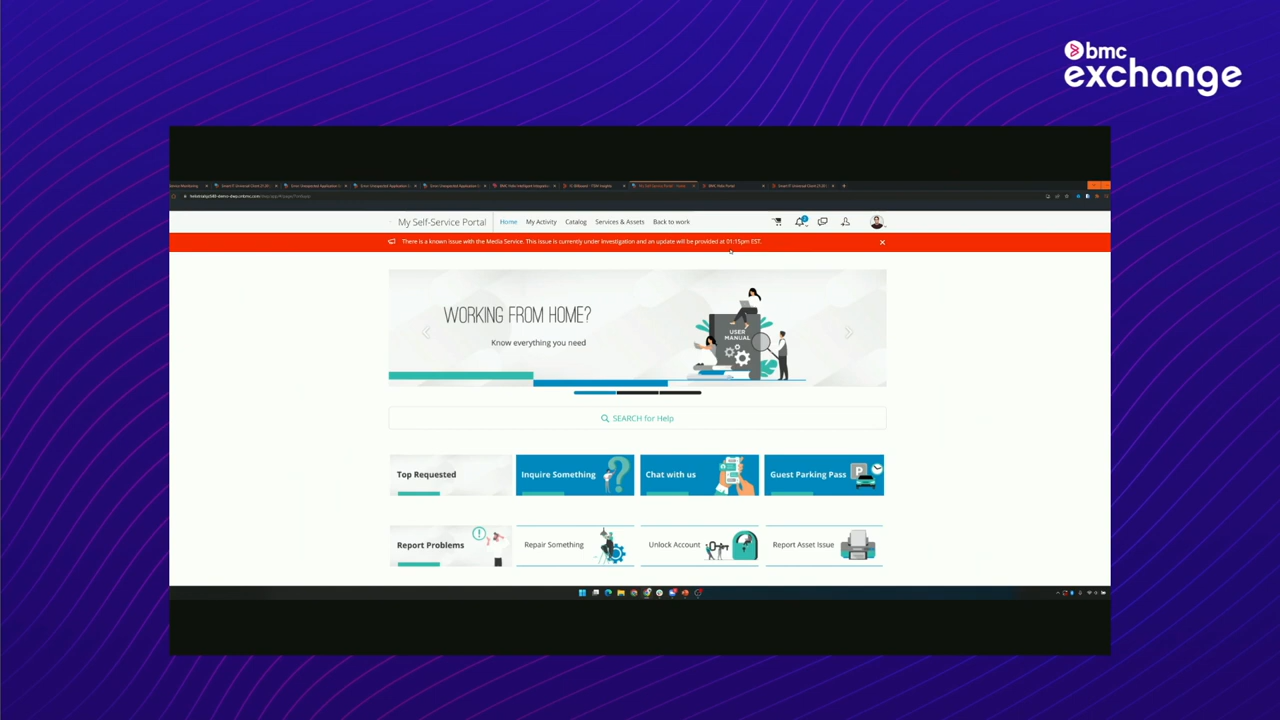 bmc
exchange
My Self-Service Portal
Home
My Activity
Catalog
Services & Assets
Back to work
There is a known issue with the Media Service. This issue is currently under investigation and an update will be provided at 01:15pm EST.
WORKING FROM HOME?
Know everything you need
USER
MANUAL
SEARCH for Help
Top Requested
Inquire Something
Chat with us
Guest Parking Pass
P
Report Problems
Repair Something
Unlock Account
Report Asset Issue